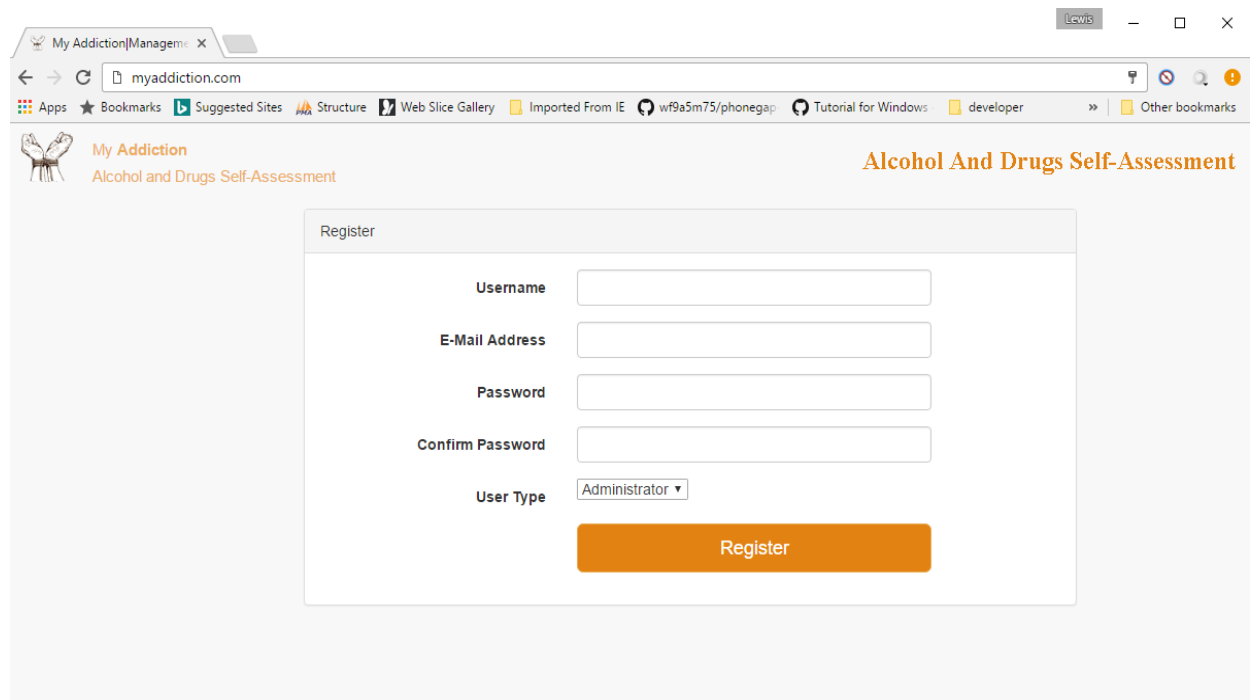 Lewis
My Addiction|Manageme
myaddiction.com
Apps Bookmarks Suggested Sites Structure Web Slice Gallery Imported From IE wf9a5m75/phonegap Tutorial for Windows developer » Other bookmarks
My Addiction
Alcohol and Drugs Self-Assessment
Alcohol And Drugs Self-Assessment
Register
Username
E-Mail Address
Password
Confirm Password
User Type Administrator
Register